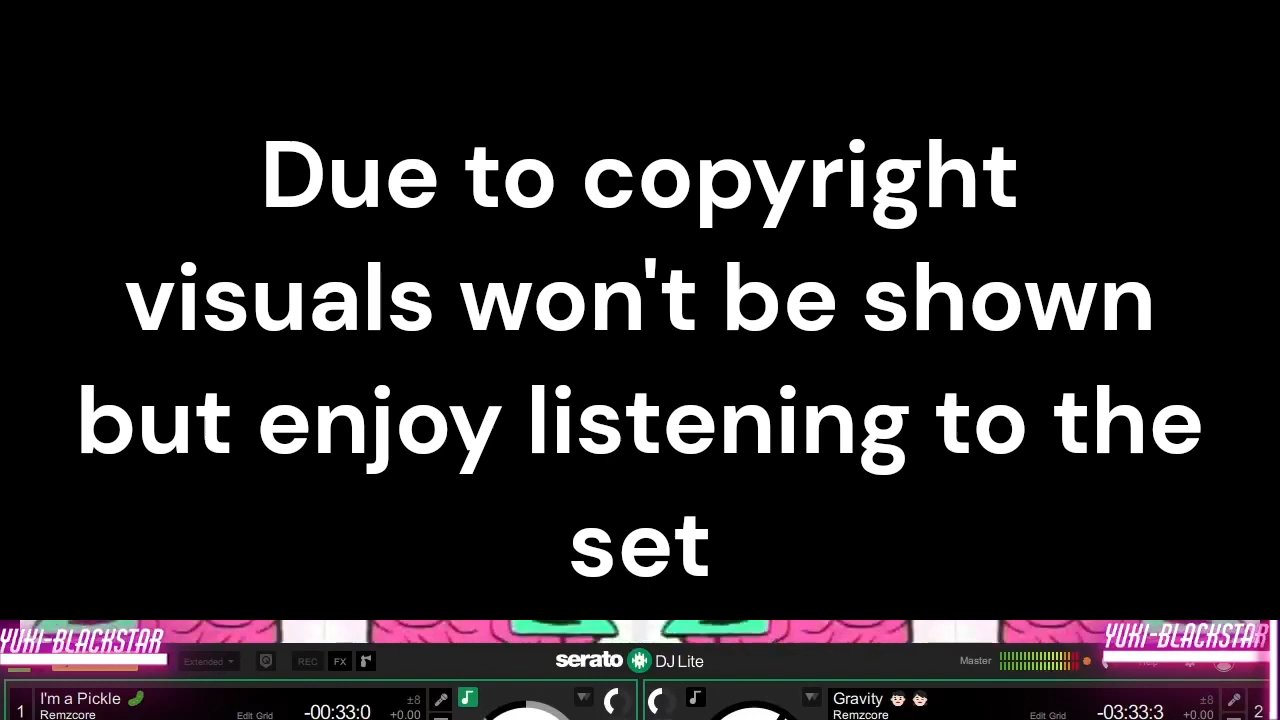 Due to copyright
visuals won't be shown
but enjoy listening to the
set
YUKI-BLACKSTAR
YUKI-BLACKSTAR
Extended
REC
FX
serato DJ Lite
Master
Help
1
I'm a Pickle 🥒
Remzcore
Edit Grid
-00:33:0
±8
+0.00
Gravity 👨🏻 👦🏻
Remzcore
Edit Grid
-03:33:3
±8
+0.00
2